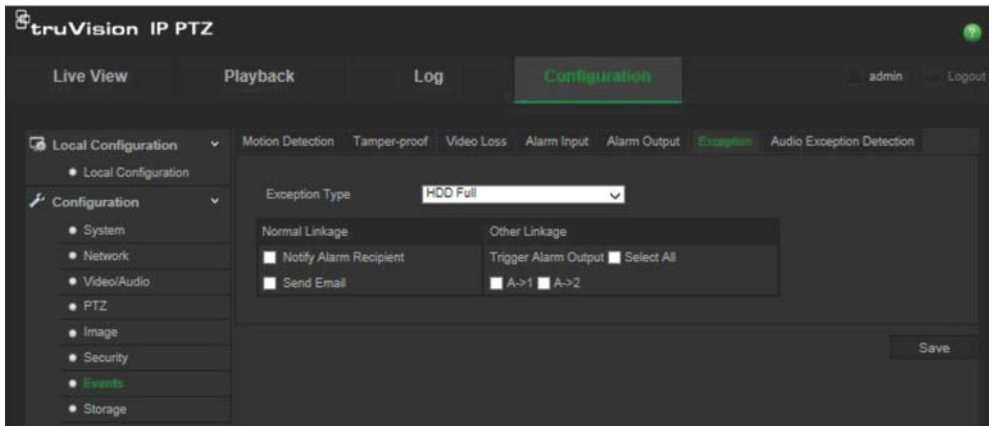 truVision IP PTZ
?
Live View Playback Log Configuration admin Logout
Local Configuration
Local Configuration
Configuration
System
Network
Video/Audio
PTZ
Image
Security
Events
Storage
Motion Detection Tamper-proof Video Loss Alarm Input Alarm Output Exception Audio Exception Detection
Exception Type HDD Full
Normal Linkage Other Linkage
Notify Alarm Recipient Trigger Alarm Output Select All
Send Email A->1 A->2
Save